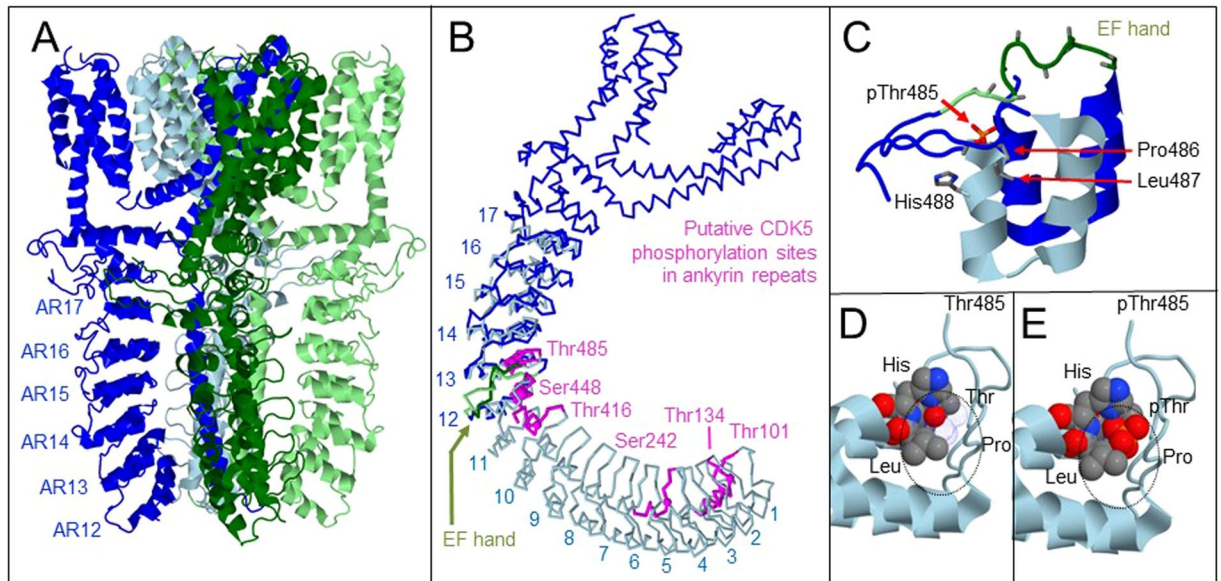 A
AR17
AR16
AR15
AR14
AR13
AR12
B
17
16
15
14
13
12
11
10
9
8
7
6
5
4
3
2
1
Putative CDK5
phosphorylation sites
in ankyrin repeats
Thr485
Ser448
Thr416
Ser242
Thr134
Thr101
EF hand
C
EF hand
pThr485
Pro486
Leu487
His488
D
Thr485
His
Thr
Pro
Leu
E
pThr485
His
pThr
Pro
Leu